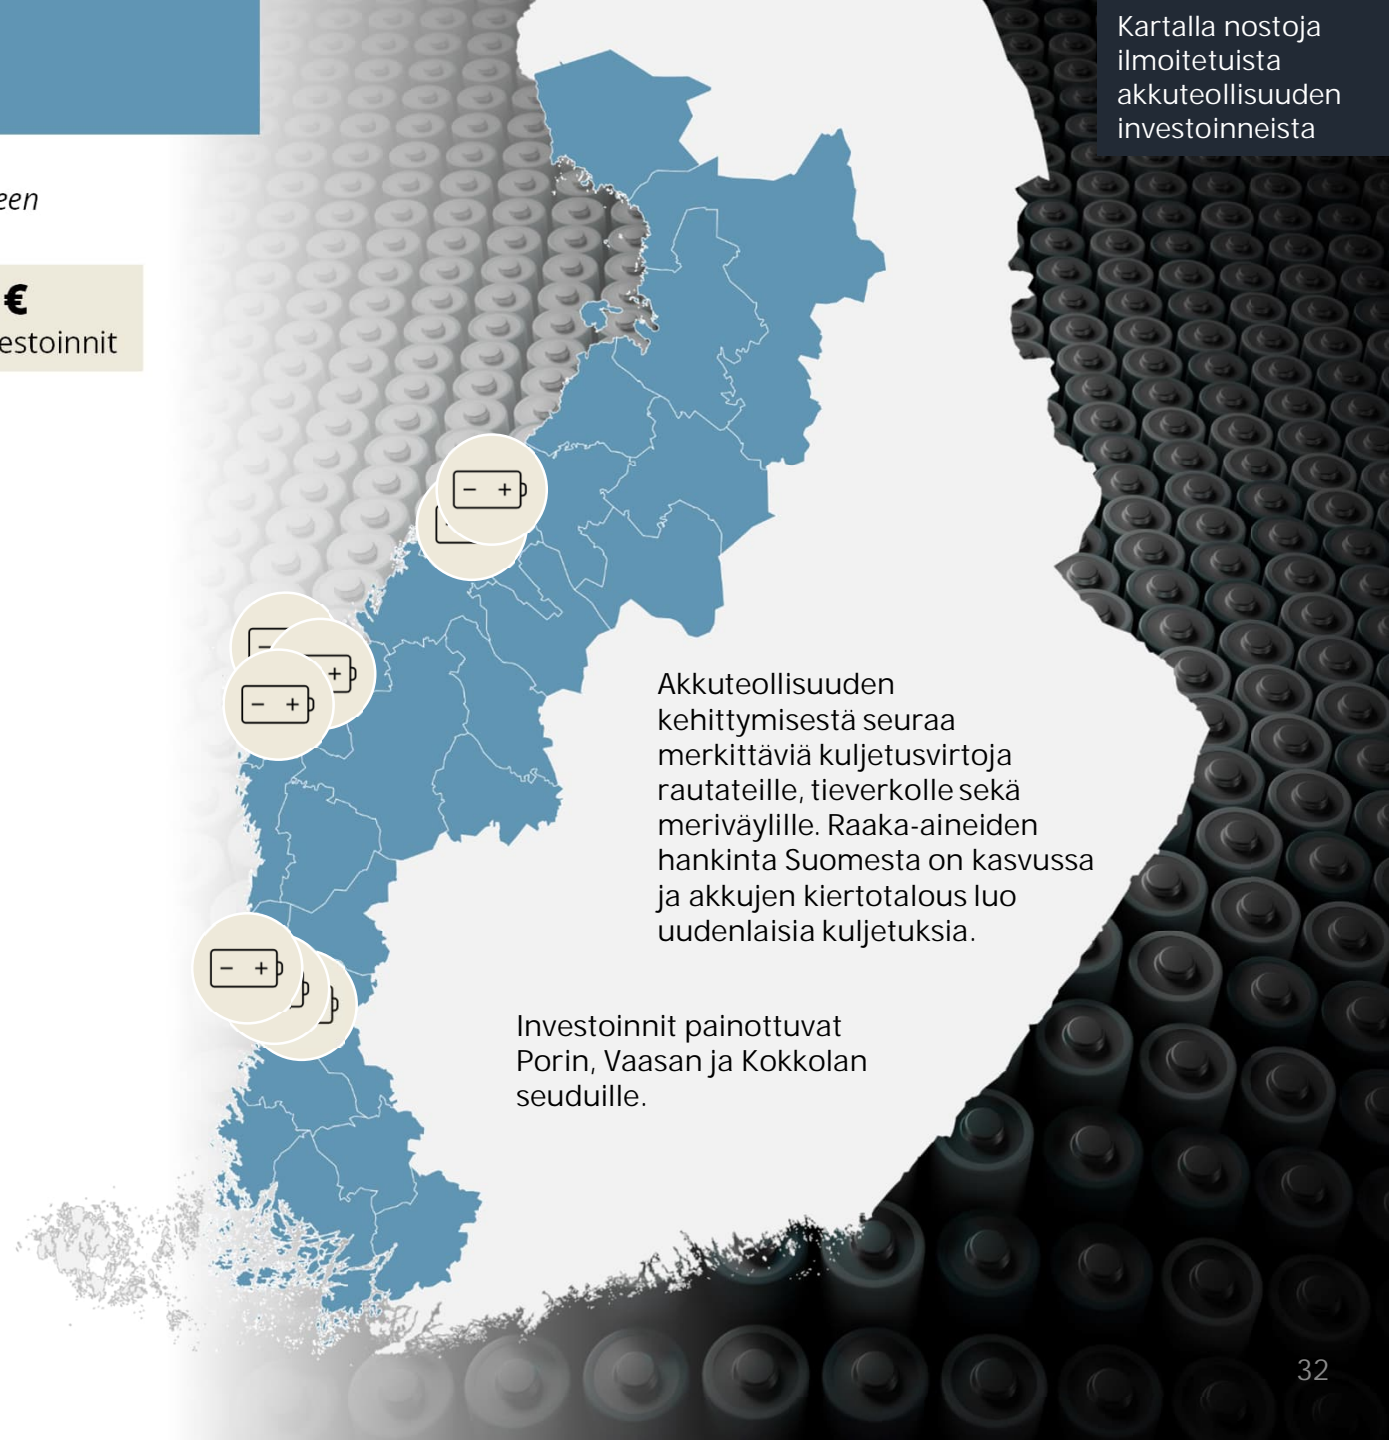 Kartalla nostoja
ilmoitetuista
akkuteollisuuden
investoinneista
een
€
estoinnit
Akkuteollisuuden
kehittymisestä seuraa
merkittäviä kuljetusvirtoja
rautateille, tieverkolle sekä
meriväylille. Raaka-aineiden
hankinta Suomesta on kasvussa
ja akkujen kiertotalous luo
uudenlaisia kuljetuksia.
Investoinnit painottuvat
Porin, Vaasan ja Kokkolan
seuduille.
32